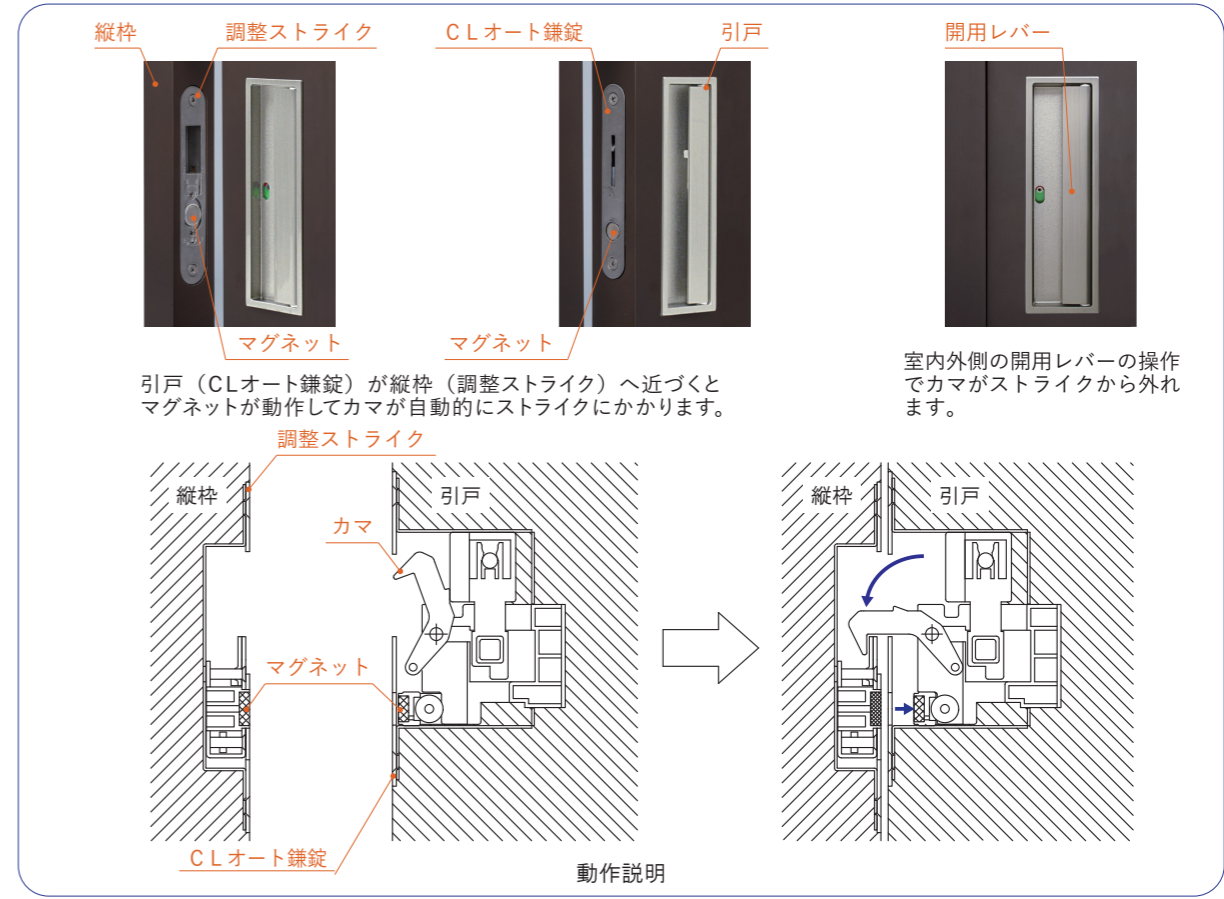 縦枠
調整ストライク
CLオート鎌錠
引戸
開用レバー
マグネット
マグネット
引戸（CLオート鎌錠）が縦枠（調整ストライク）へ近づくと
マグネットが動作してカマが自動的にストライクにかかります。
室内外側の開用レバーの操作
でカマがストライクから外れ
ます。
調整ストライク
縦枠
引戸
カマ
マグネット
CLオート鎌錠
縦枠
引戸
動作説明